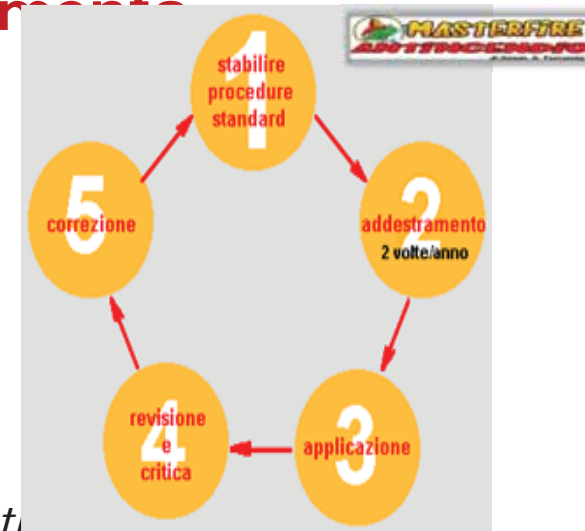 MASTERFIRE
ANTINCENDIO
1
stabilire
procedure
standard
2
addestramento
2 volte/anno
3
applicazione
4
revisione
e
critica
5
correzione